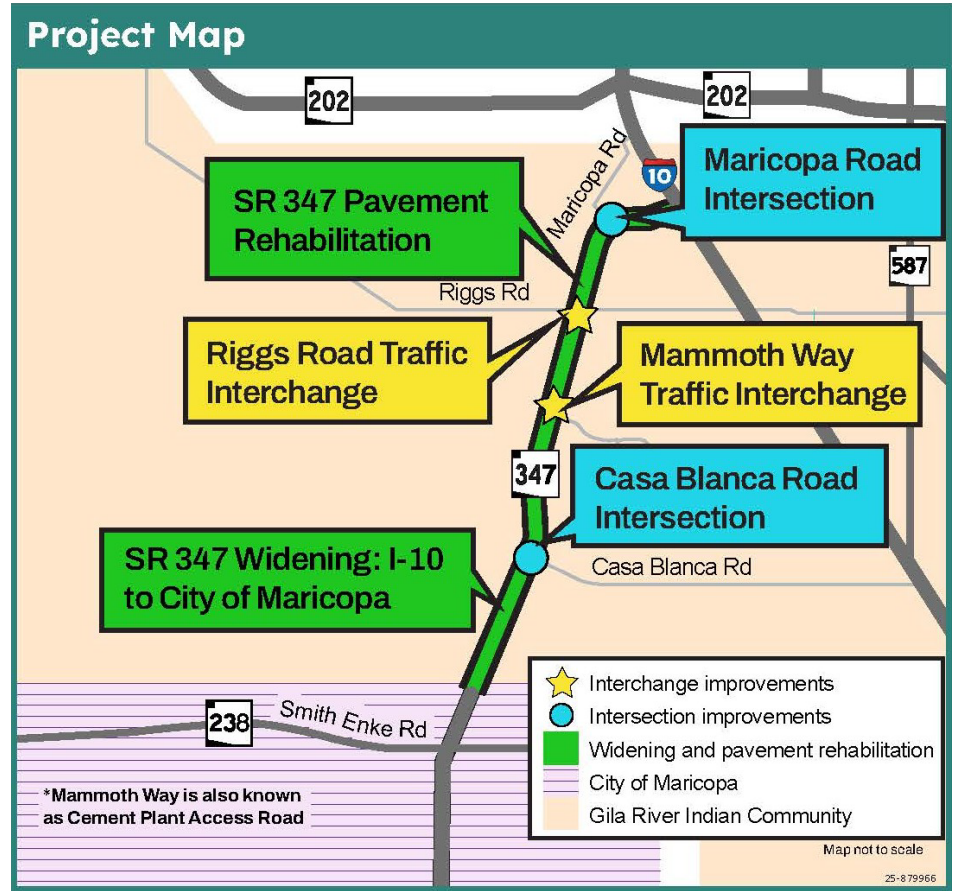 Project Map
202
202
Maricopa Rd
10
Maricopa Road
Intersection
SR 347 Pavement
Rehabilitation
587
Riggs Rd
Riggs Road Traffic
Interchange
Mammoth Way
Traffic Interchange
347
Casa Blanca Road
Intersection
SR 347 Widening: I-10
to City of Maricopa
Casa Blanca Rd
238
Smith Enke Rd
*Mammoth Way is also known
as Cement Plant Access Road
Interchange improvements
Intersection improvements
Widening and pavement rehabilitation
City of Maricopa
Gila River Indian Community
Map not to scale
25-879966